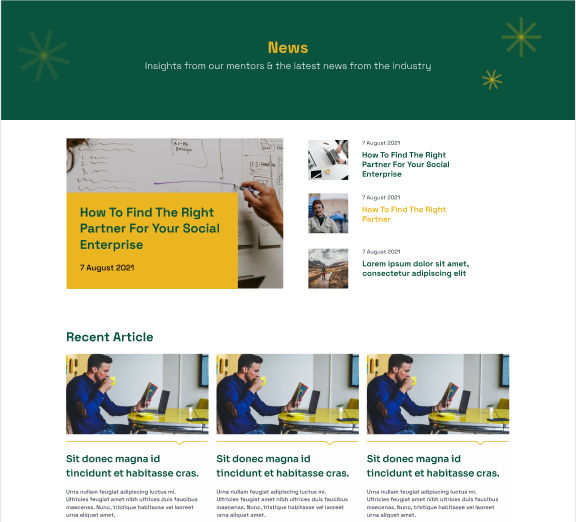 News
Insights from our mentors & the latest news from the industry
How To Find The Right
Partner For Your Social
Enterprise
7 August 2021
7 August 2021
How To Find The Right
Partner For Your Social
Enterprise
7 August 2021
How To Find The Right
Partner
7 August 2021
Lorem ipsum dolor sit amet,
consectetur adipiscing elit
Recent Article
Sit donec magna id
tincidunt et habitasse cras.
Urna nullam feugiat adipiscing luctus mi.
Ultricies feugiat amet nibh ultrices duis faucibus
maecenas. Nunc, tristique habitasse vel laoreet
urna aliquet amet.
Sit donec magna id
tincidunt et habitasse cras.
Urna nullam feugiat adipiscing luctus mi.
Ultricies feugiat amet nibh ultrices duis faucibus
maecenas. Nunc, tristique habitasse vel laoreet
urna aliquet amet.
Sit donec magna id
tincidunt et habitasse cras.
Urna nullam feugiat adipiscing luctus mi.
Ultricies feugiat amet nibh ultrices duis faucibus
maecenas. Nunc, tristique habitasse vel laoreet
urna aliquet amet.